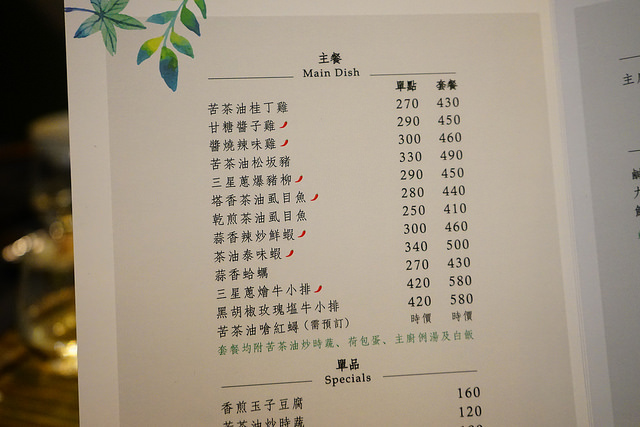 主餐
Main Dish
單點 套餐
苦茶油桂丁雞 270 430
甘糖醬子雞 290 450
醬燒辣味雞 300 460
苦茶油松坂豬 330 490
三星蔥爆豬柳 290 450
塔香茶油虱目魚 280 440
乾煎茶油虱目魚 250 410
蒜香辣炒鮮蝦 300 460
茶油泰味蝦 340 500
蒜香蛤蠣 270 430
三星蔥燴牛小排 420 580
黑胡椒玫瑰塩牛小排 420 580
苦茶油嗆紅蟳(需預訂) 時價 時價
套餐均附苦茶油炒時蔬、荷包蛋、主廚例湯及白飯
單品
Specials
香煎玉子豆腐 160
苦茶油炒時蔬 120
主